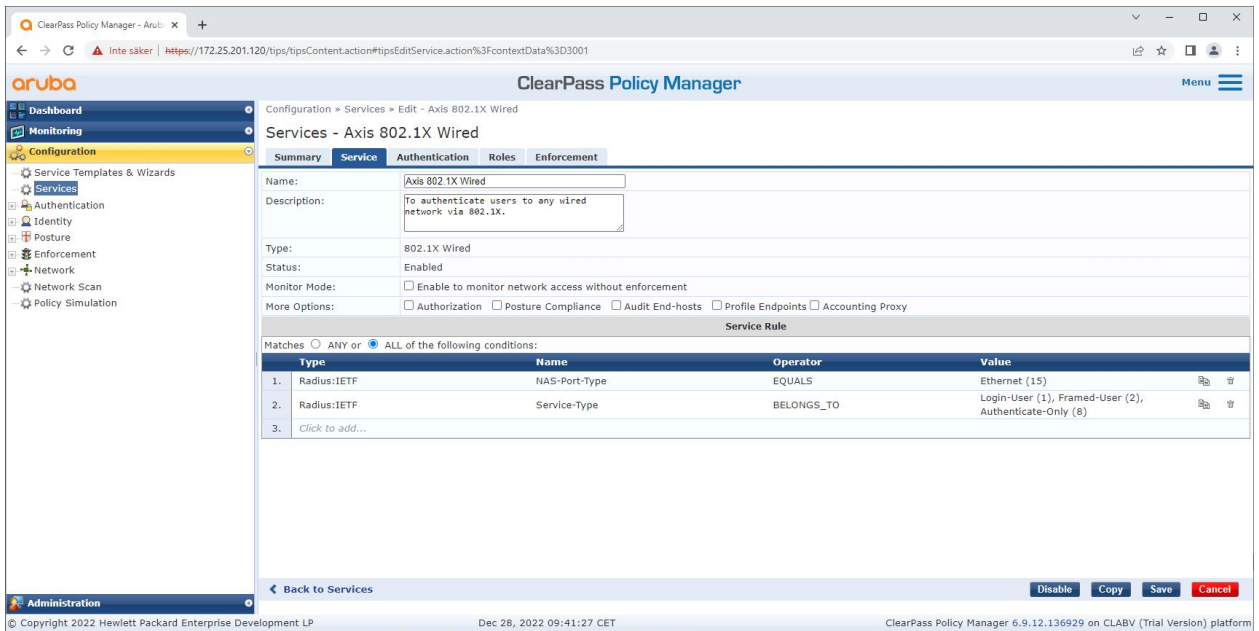 ClearPass Policy Manager - Arub
Inte säker | https://172.25.201.120/tips/tipsContent.action#tipsEditService.action%3FcontextData%3D3001
aruba
ClearPass Policy Manager
Menu
Dashboard
Monitoring
Configuration
Service Templates & Wizards
Services
Authentication
Identity
Posture
Enforcement
Network
Network Scan
Policy Simulation
Administration
Configuration » Services » Edit - Axis 802.1X Wired
Services - Axis 802.1X Wired
Summary Service Authentication Roles Enforcement
Name: Axis 802.1X Wired
Description: To authenticate users to any wired
network via 802.1X.
Type: 802.1X Wired
Status: Enabled
Monitor Mode: Enable to monitor network access without enforcement
More Options: Authorization Posture Compliance Audit End-hosts Profile Endpoints Accounting Proxy
Service Rule
Matches ANY or ALL of the following conditions:
Type Name Operator Value
1. Radius:IETF NAS-Port-Type EQUALS Ethernet (15)
2. Radius:IETF Service-Type BELONGS_TO Login-User (1), Framed-User (2),
Authenticate-Only (8)
3. Click to add...
Back to Services
Disable Copy Save Cancel
© Copyright 2022 Hewlett Packard Enterprise Development LP Dec 28, 2022 09:41:27 CET ClearPass Policy Manager 6.9.12.136929 on CLABV (Trial Version) platform